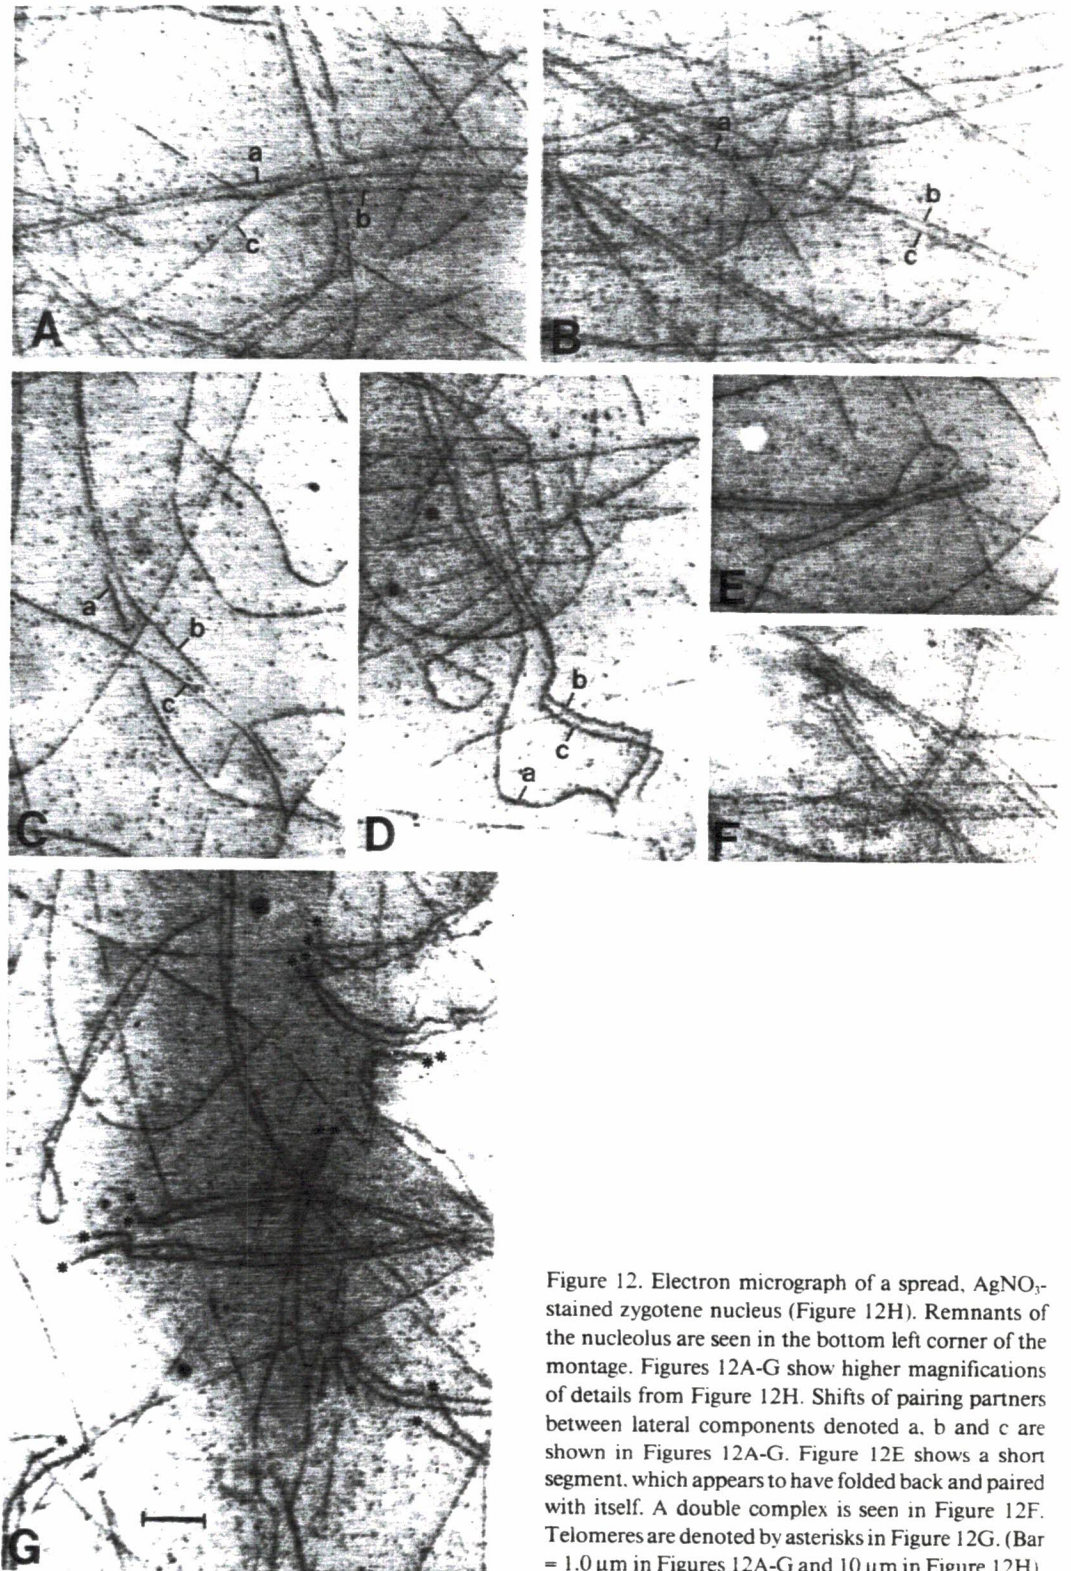 a
b
c
A
a
b
c
B
a
b
c
C
b
c
a
D
E
F
G
Figure 12. Electron micrograph of a spread, AgNO₃-
stained zygotene nucleus (Figure 12H). Remnants of
the nucleolus are seen in the bottom left corner of the
montage. Figures 12A-G show higher magnifications
of details from Figure 12H. Shifts of pairing partners
between lateral components denoted a, b and c are
shown in Figures 12A-G. Figure 12E shows a short
segment, which appears to have folded back and paired
with itself. A double complex is seen in Figure 12F.
Telomeres are denoted by asterisks in Figure 12G. (Bar
= 1.0 µm in Figures 12A-G and 10 µm in Figure 12H).